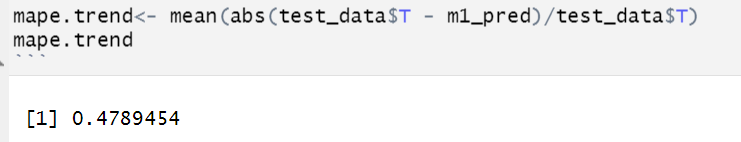 mape.trend<- mean(abs(test_data$T - m1_pred)/test_data$T)
mape.trend
```
[1] 0.4789454